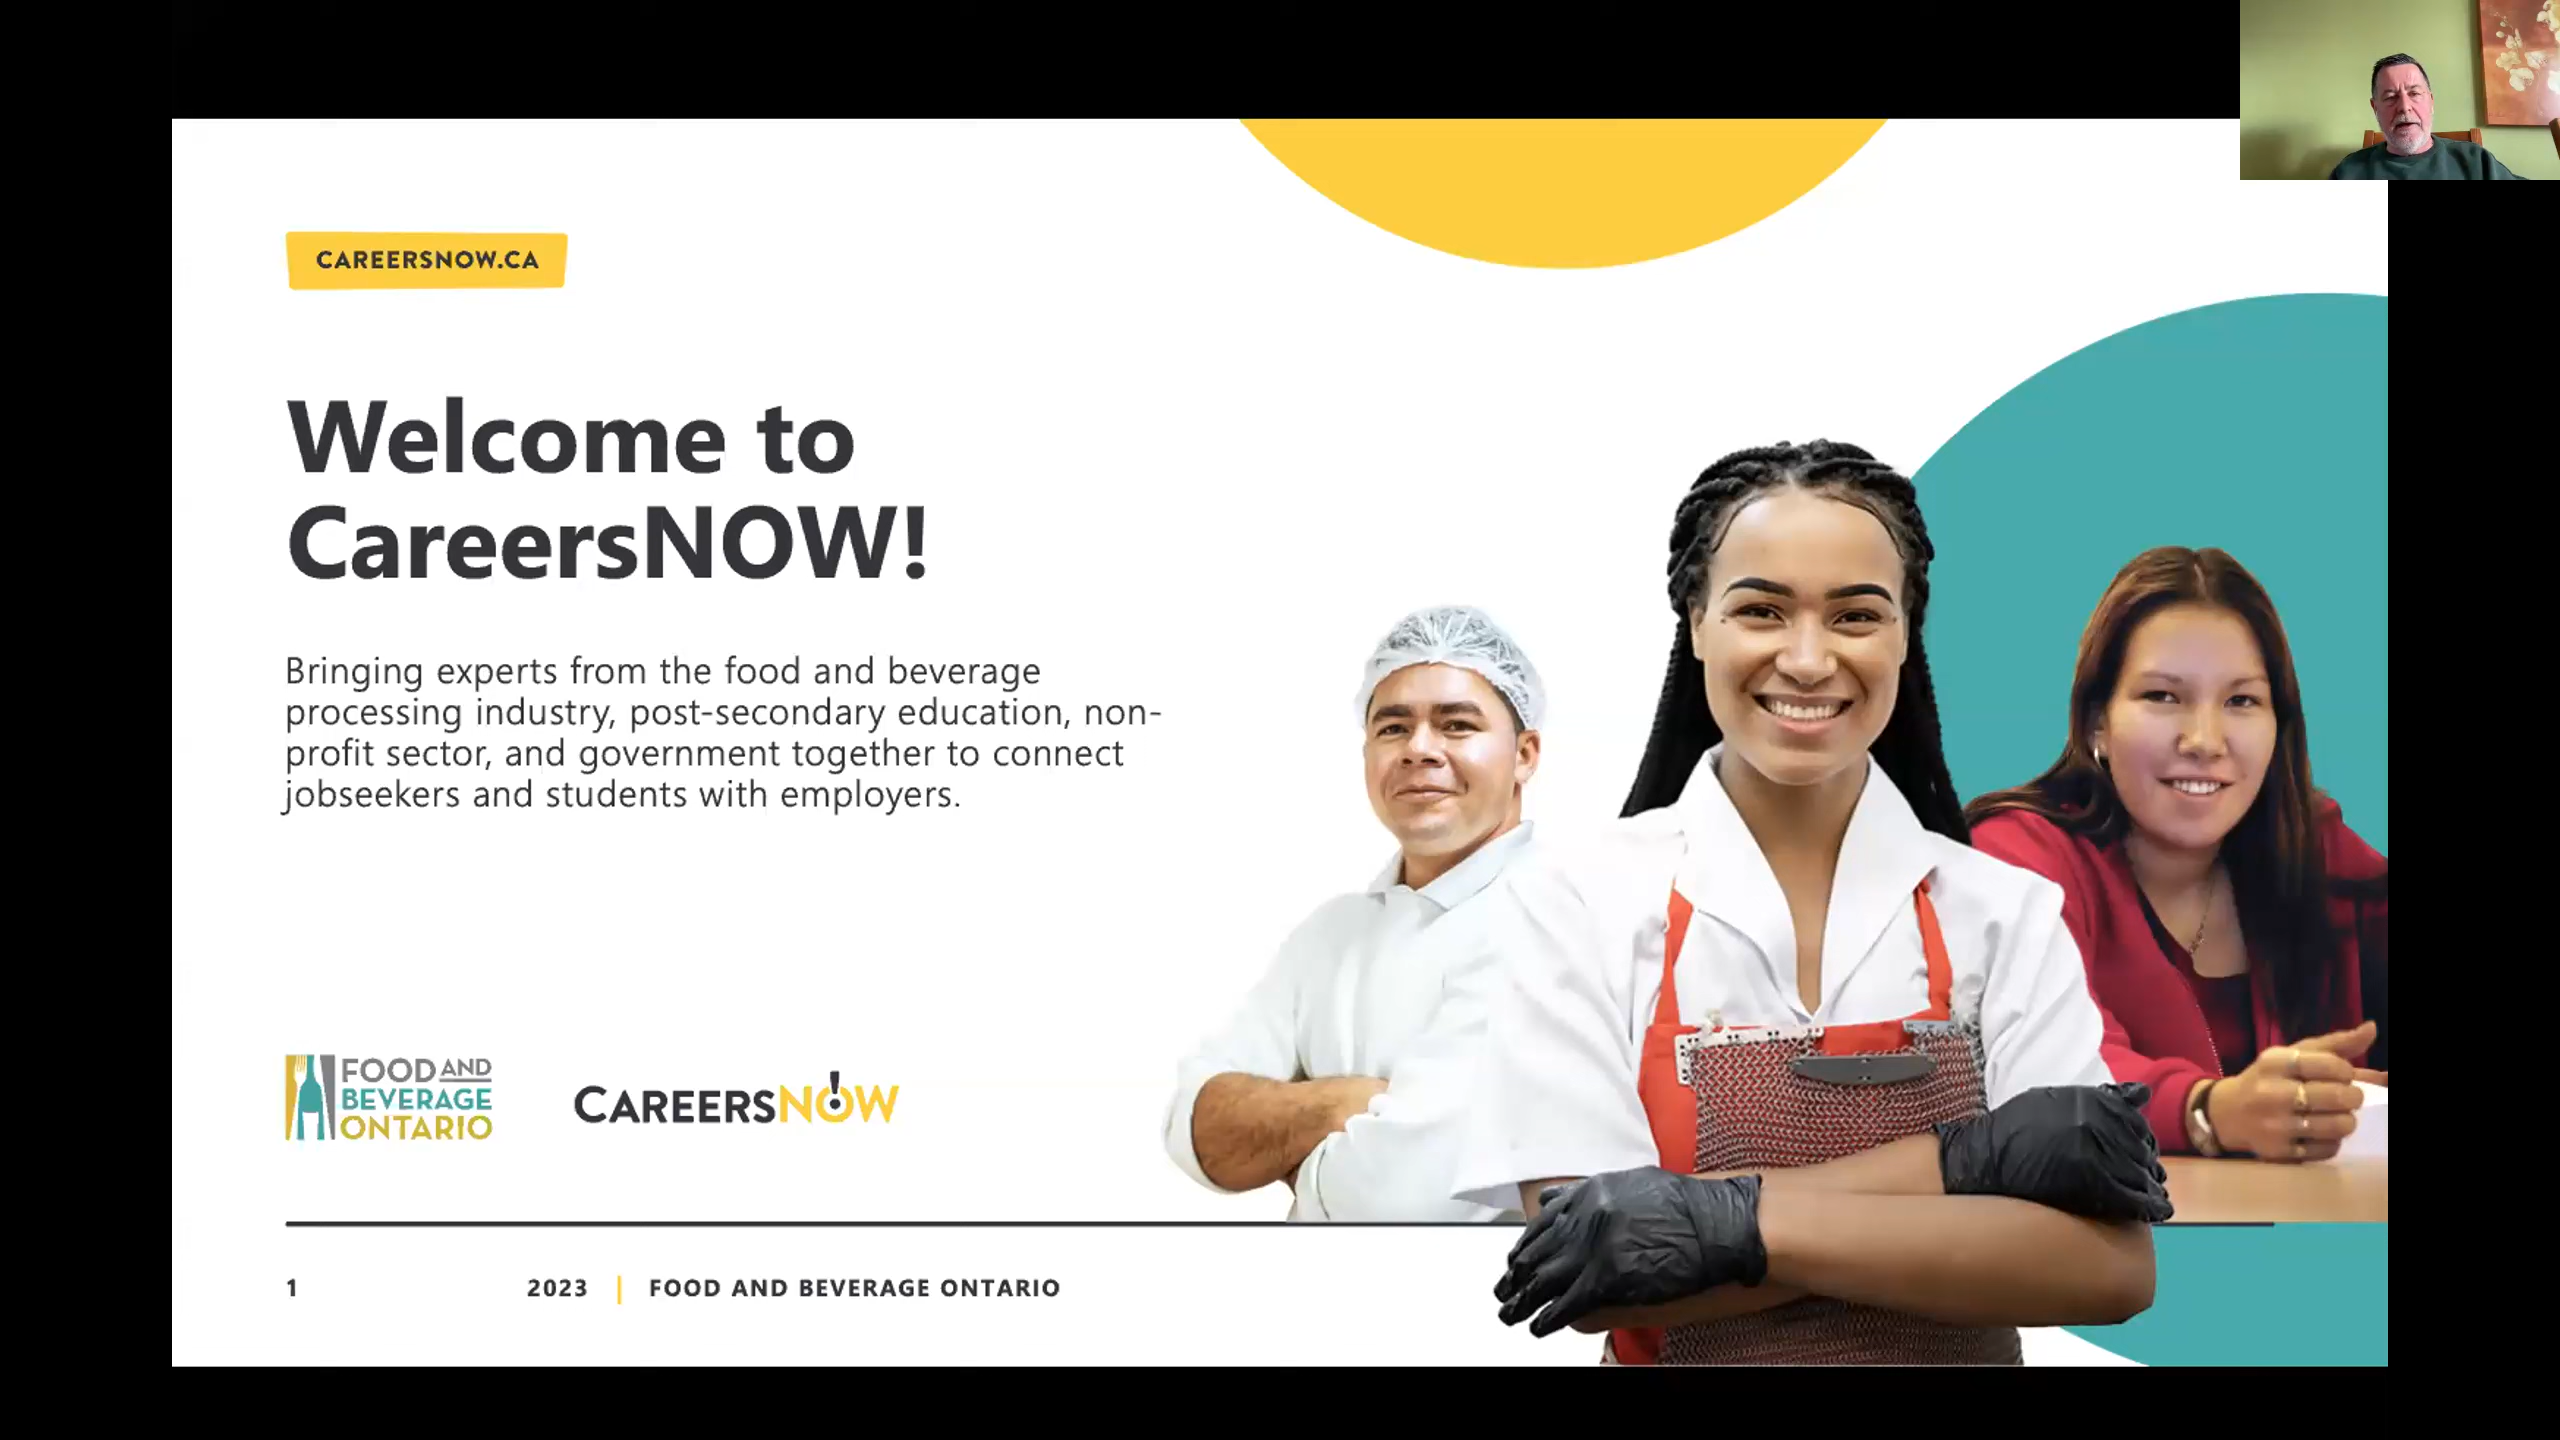 CAREERSNOW.CA
Welcome to
CareersNOW!
Bringing experts from the food and beverage
processing industry, post-secondary education, non-
profit sector, and government together to connect
jobseekers and students with employers.
FOOD AND
BEVERAGE
ONTARIO
CAREERSNOW
1 2023 | FOOD AND BEVERAGE ONTARIO